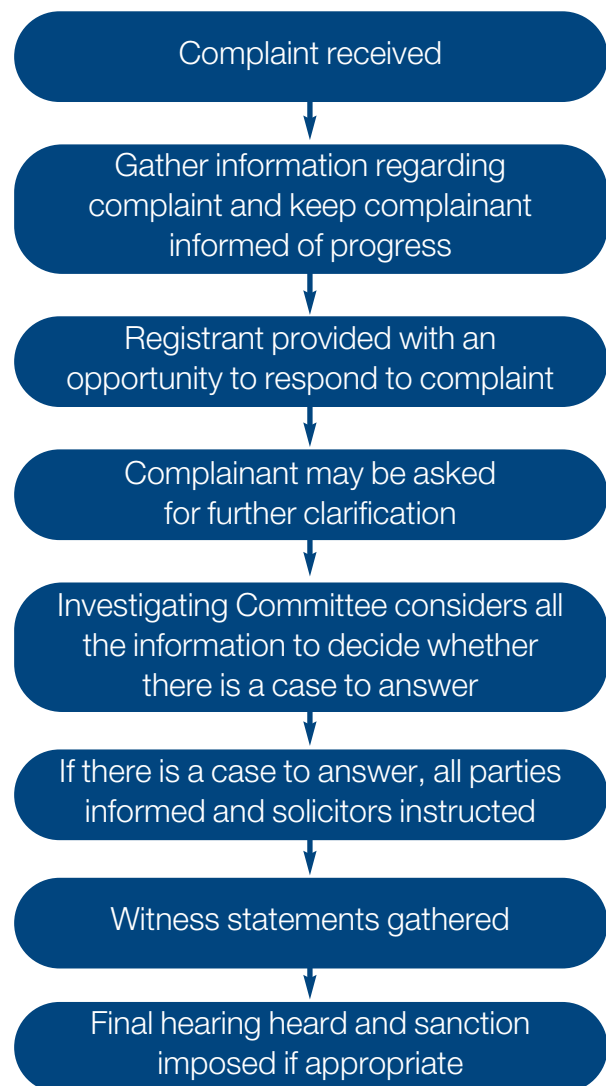 Complaint received
Gather information regarding
complaint and keep complainant
informed of progress
Registrant provided with an
opportunity to respond to complaint
Complainant may be asked
for further clarification
Investigating Committee considers all
the information to decide whether
there is a case to answer
If there is a case to answer, all parties
informed and solicitors instructed
Witness statements gathered
Final hearing heard and sanction
imposed if appropriate